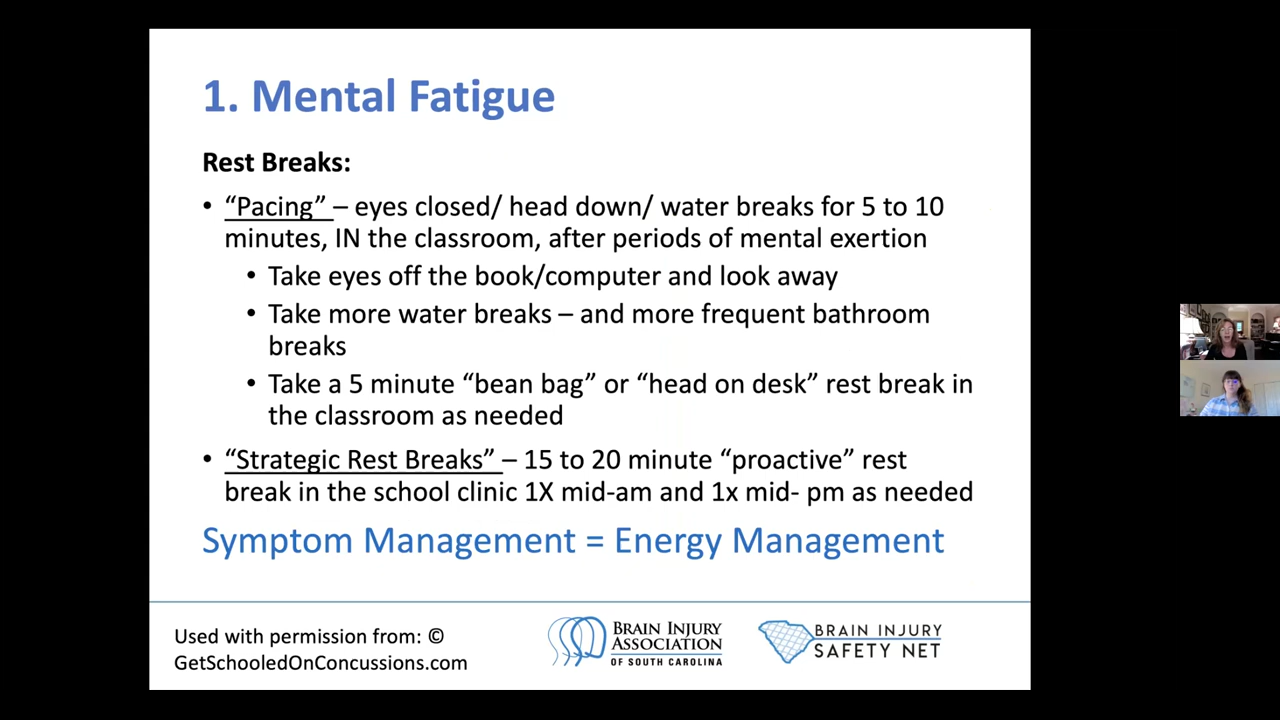 1. Mental Fatigue
Rest Breaks:
• “Pacing” – eyes closed/ head down/ water breaks for 5 to 10
minutes, IN the classroom, after periods of mental exertion
• Take eyes off the book/computer and look away
• Take more water breaks – and more frequent bathroom
breaks
• Take a 5 minute “bean bag” or “head on desk” rest break in
the classroom as needed
• “Strategic Rest Breaks” – 15 to 20 minute “proactive” rest
break in the school clinic 1X mid-am and 1x mid- pm as needed
Symptom Management = Energy Management
Used with permission from: ©
GetSchooledOnConcussions.com
BRAIN INJURY
ASSOCIATION
OF SOUTH CAROLINA
BRAIN INJURY
SAFETY NET